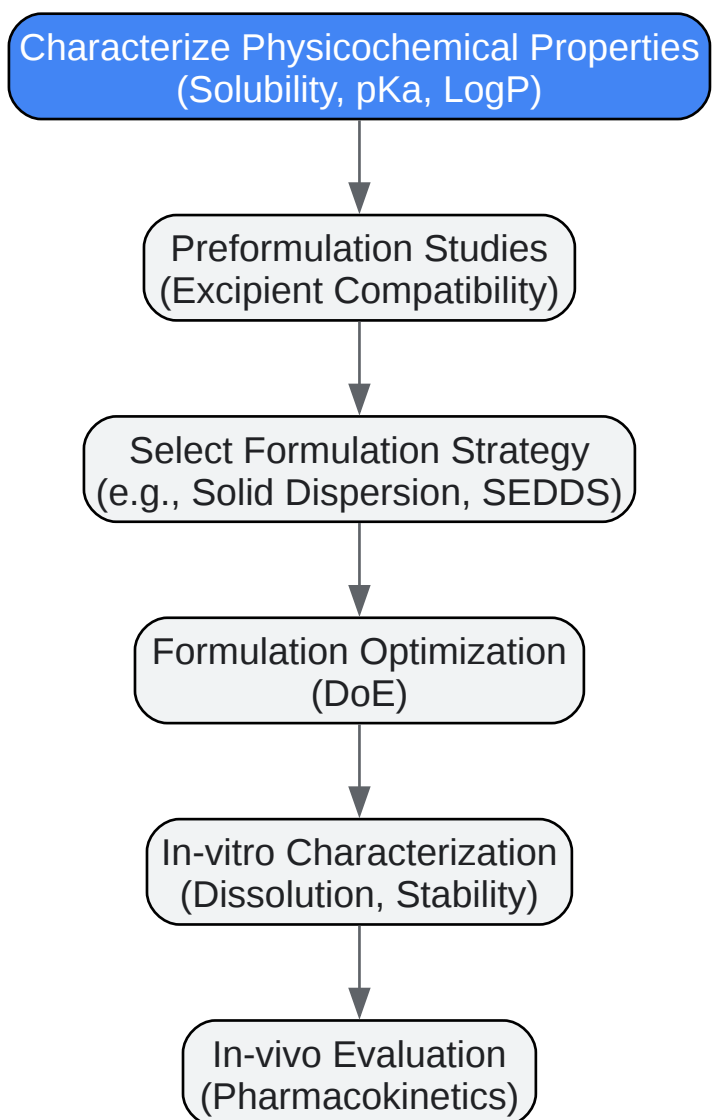 Characterize Physicochemical Properties
(Solubility, pKa, LogP)
Preformulation Studies
(Excipient Compatibility)
Select Formulation Strategy
(e.g., Solid Dispersion, SEDDS)
Formulation Optimization
(DoE)
In-vitro Characterization
(Dissolution, Stability)
In-vivo Evaluation
(Pharmacokinetics)